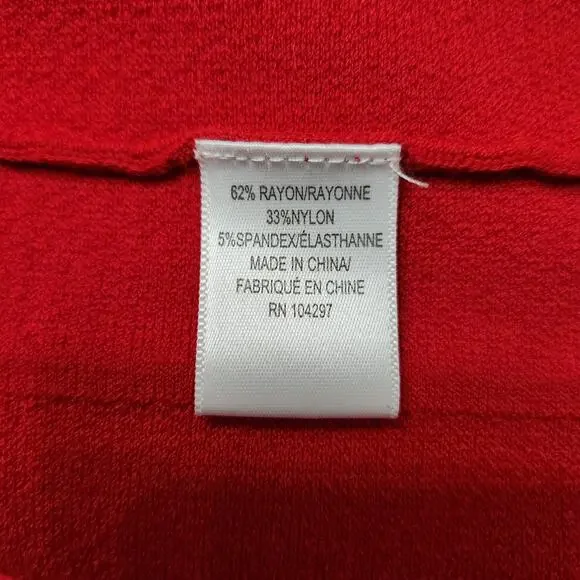 62% RAYON/RAYONNE
33%NYLON
5%SPANDEX/ÉLASTHANNE
MADE IN CHINA/
FABRIQUÉ EN CHINE
RN 104297